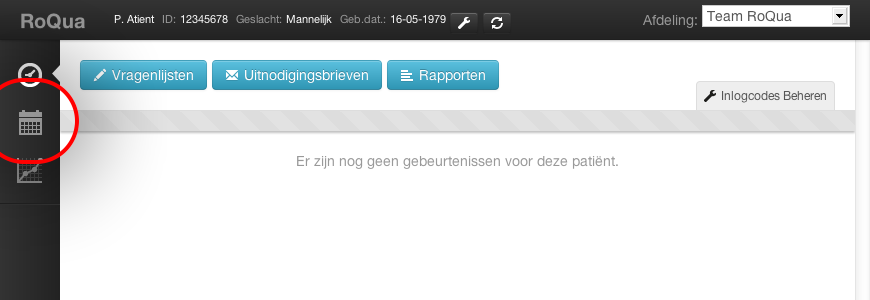 RoQua P. Atient ID: 12345678 Geslacht: Mannelijk Geb.dat.: 16-05-1979 Afdeling: Team RoQua
Vragenlijsten Uitnodigingsbrieven Rapporten
Inlogcodes Beheren
Er zijn nog geen gebeurtenissen voor deze patiënt.